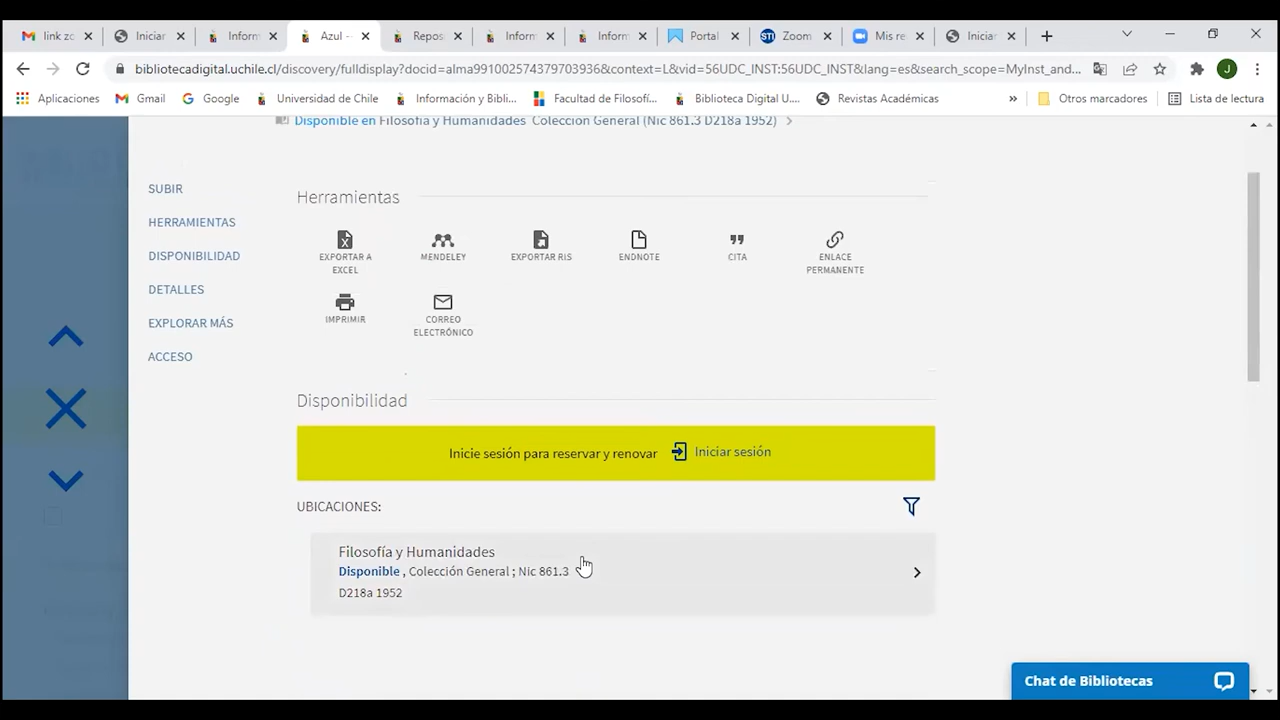 link zo
Iniciar
Inform
Azul --
Repos
Inform
Inform
Portal
STI
Zoom
Mis re
Iniciar
bibliotecadigital.uchile.cl/discovery/fulldisplay?docid=alma991002574379703936&context=L&vid=56UDC_INST:56UDC_INST&lang=es&search_scope=MyInst_and...
J
Aplicaciones
Gmail
Google
Universidad de Chile
Información y Bibli...
Facultad de Filosofí...
Biblioteca Digital U....
Revistas Académicas
»
Otros marcadores
Lista de lectura
Disponible en Filosofía y Humanidades Colección General (Nic 861.3 D218a 1952)
SUBIR
HERRAMIENTAS
DISPONIBILIDAD
DETALLES
EXPLORAR MÁS
ACCESO
Herramientas
EXPORTAR A
EXCEL
MENDELEY
EXPORTAR RIS
ENDNOTE
CITA
ENLACE
PERMANENTE
IMPRIMIR
CORREO
ELECTRÓNICO
Disponibilidad
Inicie sesión para reservar y renovar
Iniciar sesión
UBICACIONES:
Filosofía y Humanidades
Disponible , Colección General ; Nic 861.3
D218a 1952
Chat de Bibliotecas